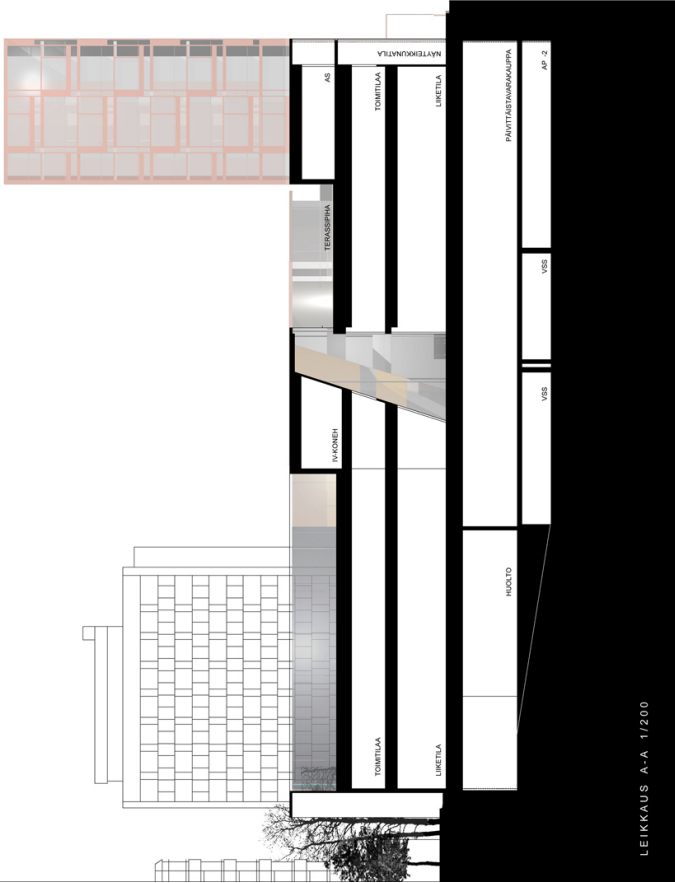 AS
TERASSIPIHA
IV-KONEH
TOIMITILAA
TOIMITILAA
NÄYTEIKKUNATILA
LIIKETILA
LIIKETILA
PÄIVITTÄISTAVARAKAUPPA
HUOLTO
AP -2
VSS
VSS
LEIKKAUS A-A 1/200